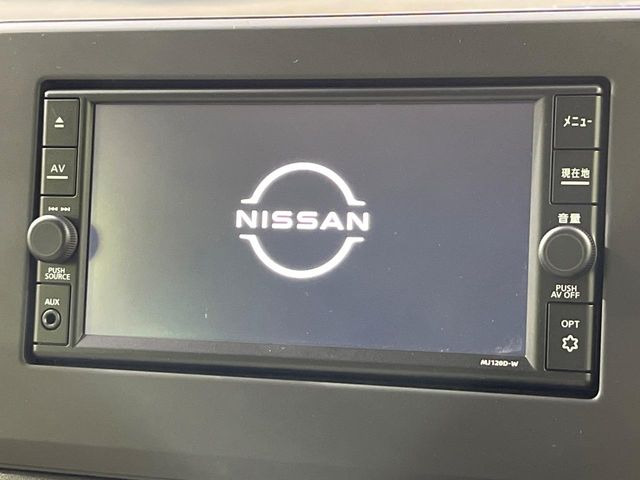 AV
PUSH
SOURCE
AUX
NISSAN
MJ120D-W
メニュー
現在地
音量
PUSH
AV OFF
OPT